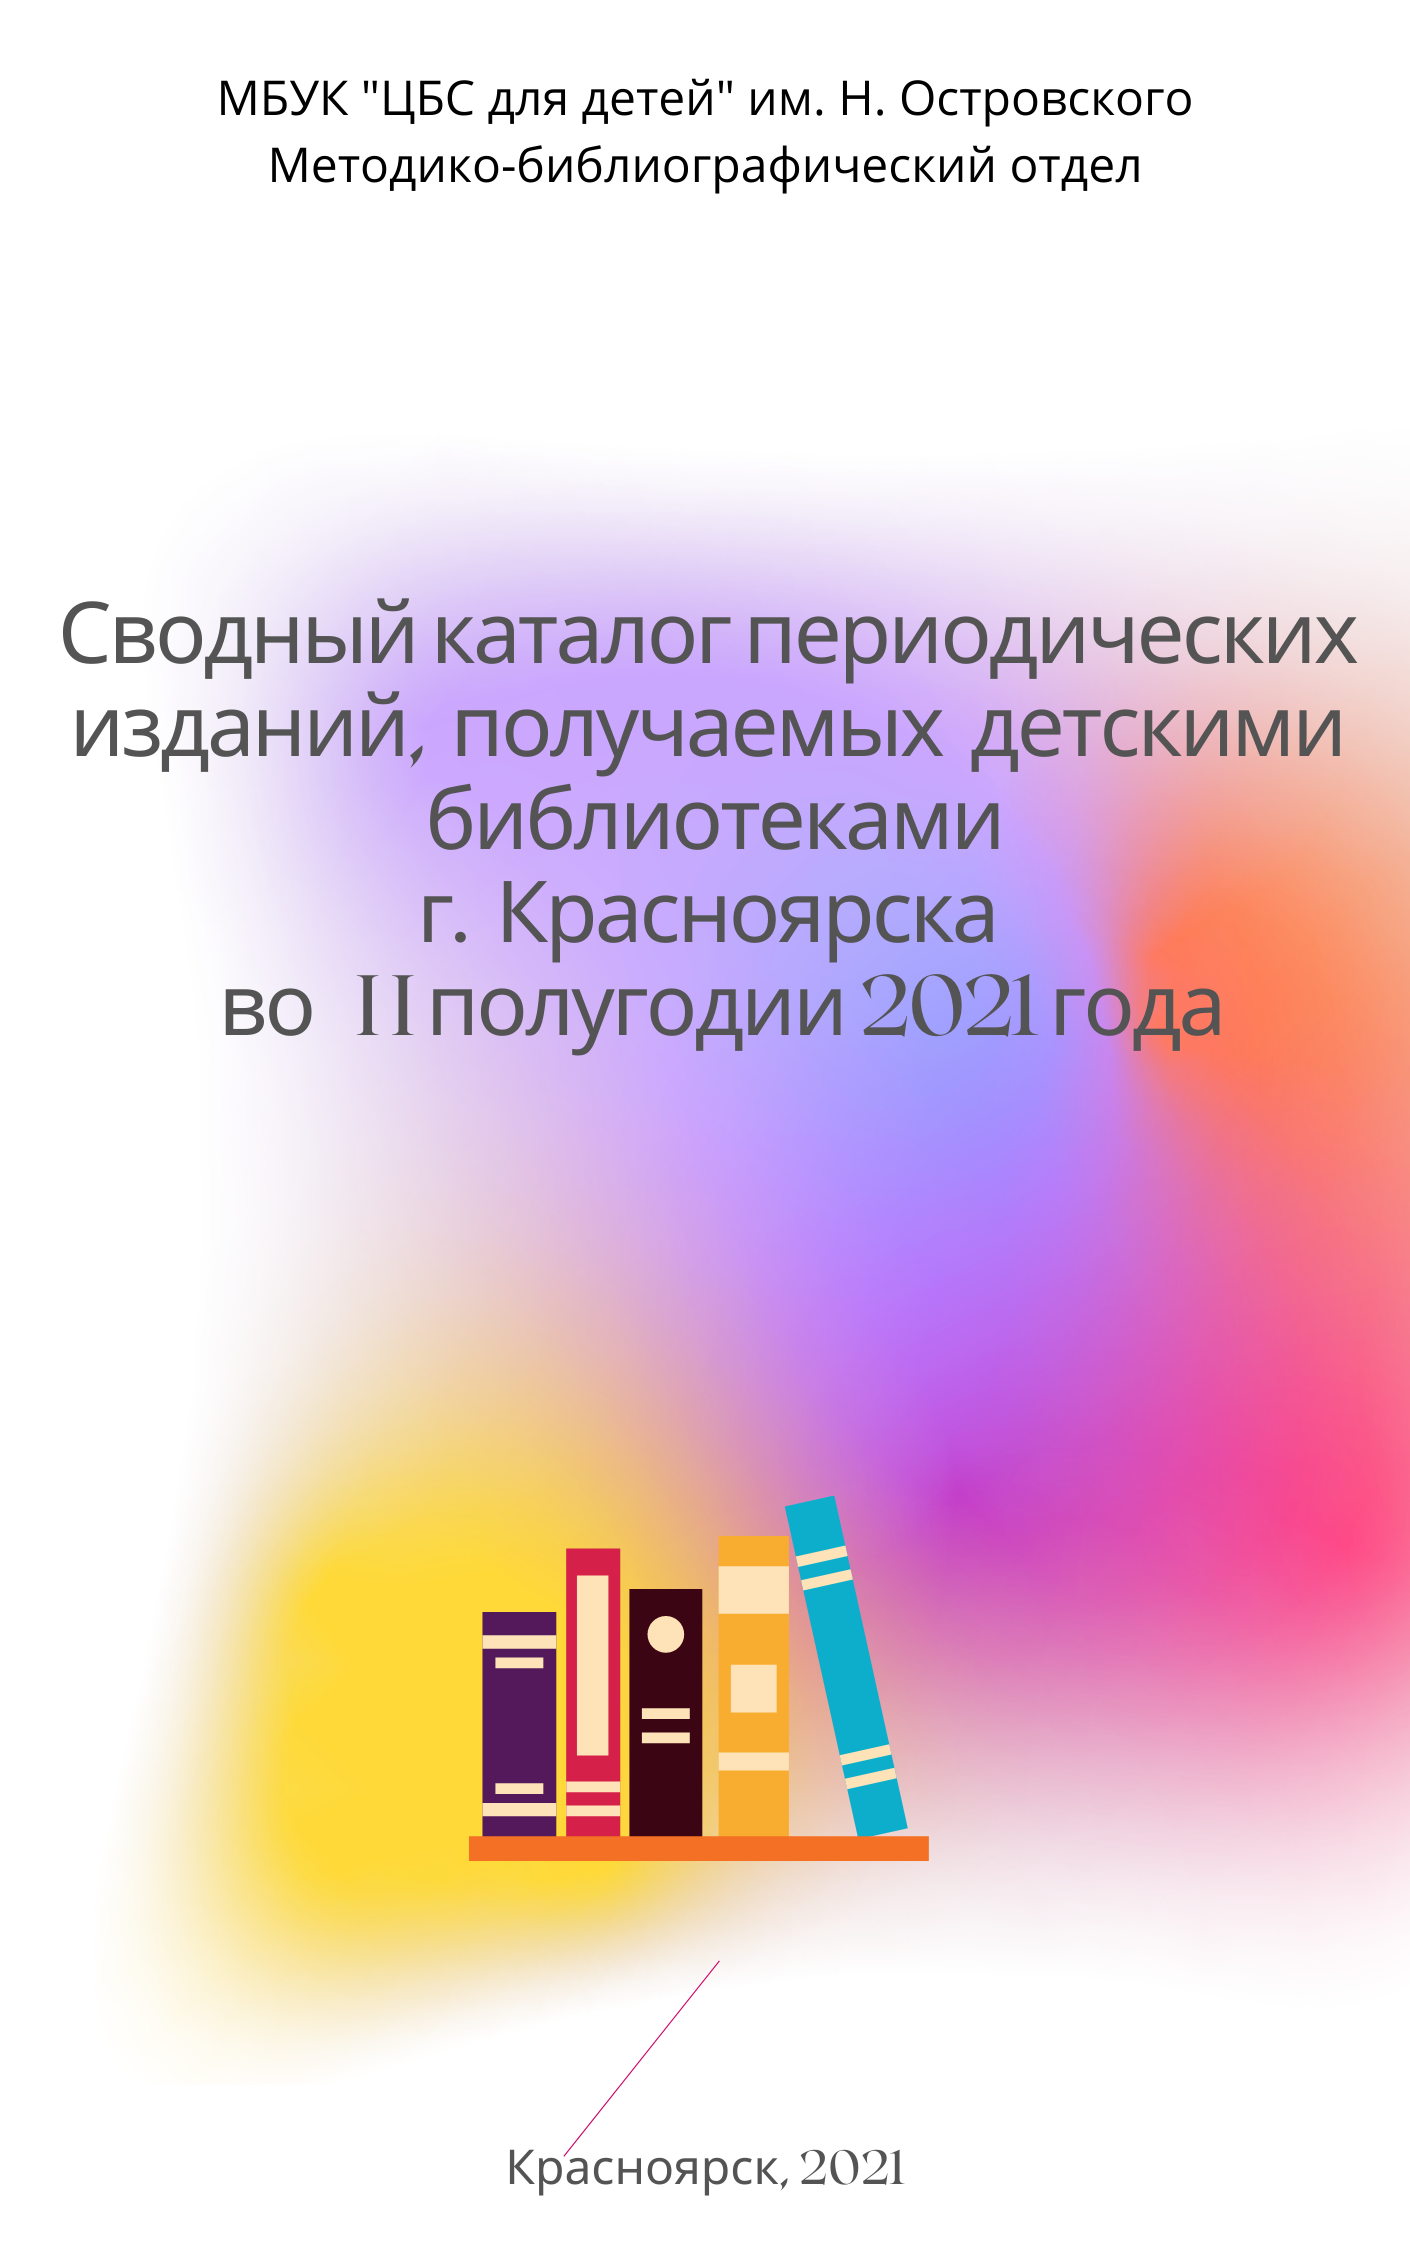 МБУК "ЦБС для детей" им. Н. Островского
Методико-библиографический отдел
Сводный каталог периодических
изданий, получаемых детскими
библиотеками
г. Красноярска
во II полугодии 2021 года
Красноярск, 2021